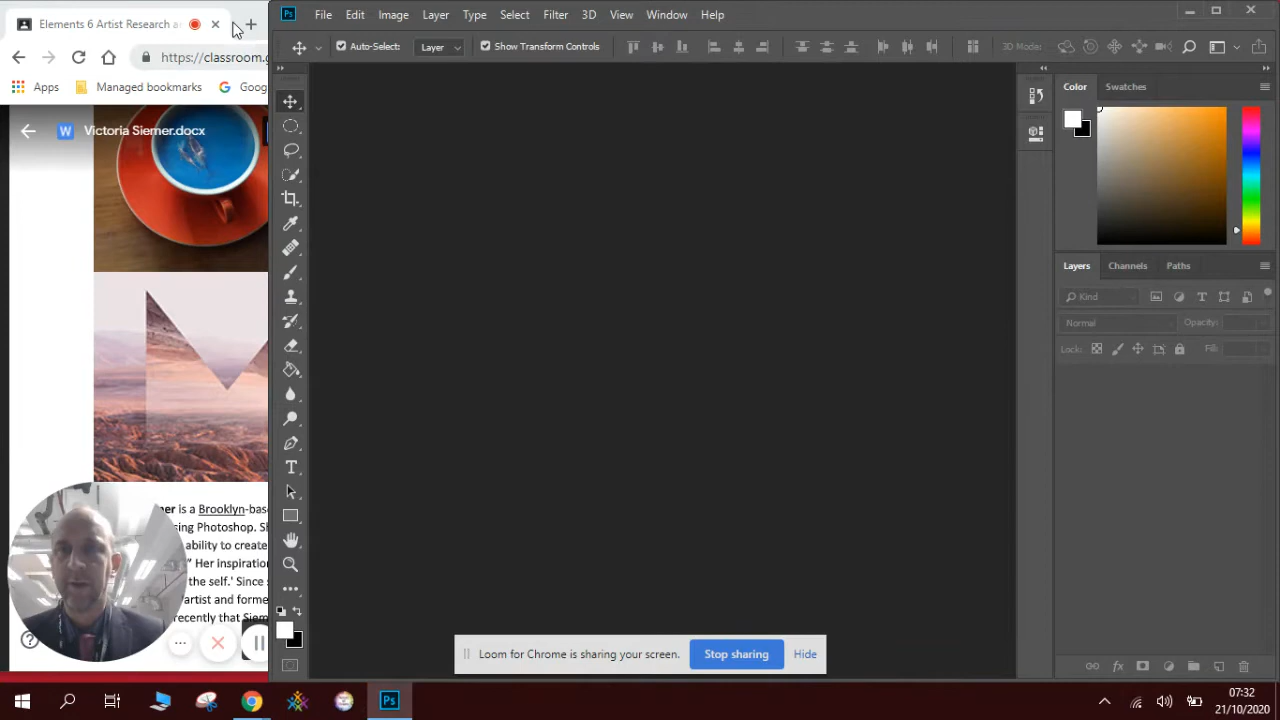 Elements 6 Artist Research a
Ps File Edit Image Layer Type Select Filter 3D View Window Help
Auto-Select: Layer Show Transform Controls 3D Mode:
https://classroom.g
Apps Managed bookmarks Goog
Color Swatches
W Victoria Siemer.docx
Layers Channels Paths
Kind
Normal Opacity:
Lock: Fill:
ner is a Brooklyn-bas
sing Photoshop. Sh
ability to create
" Her inspiration
the self.' Since s
artist and forme
recently that Siem
Loom for Chrome is sharing your screen. Stop sharing Hide
Ps
07:32
21/10/2020